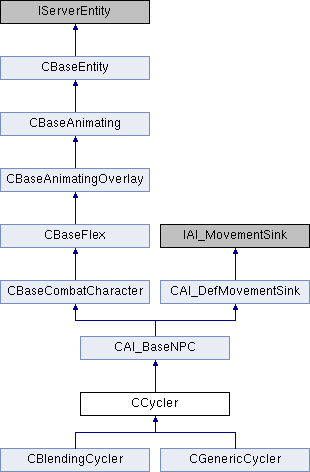 IServerEntity
CBaseEntity
CBaseAnimating
CBaseAnimatingOverlay
CBaseFlex
IAI_MovementSink
CBaseCombatCharacter
CAI_DefMovementSink
CAI_BaseNPC
CCycler
CBlendingCycler
CGenericCycler